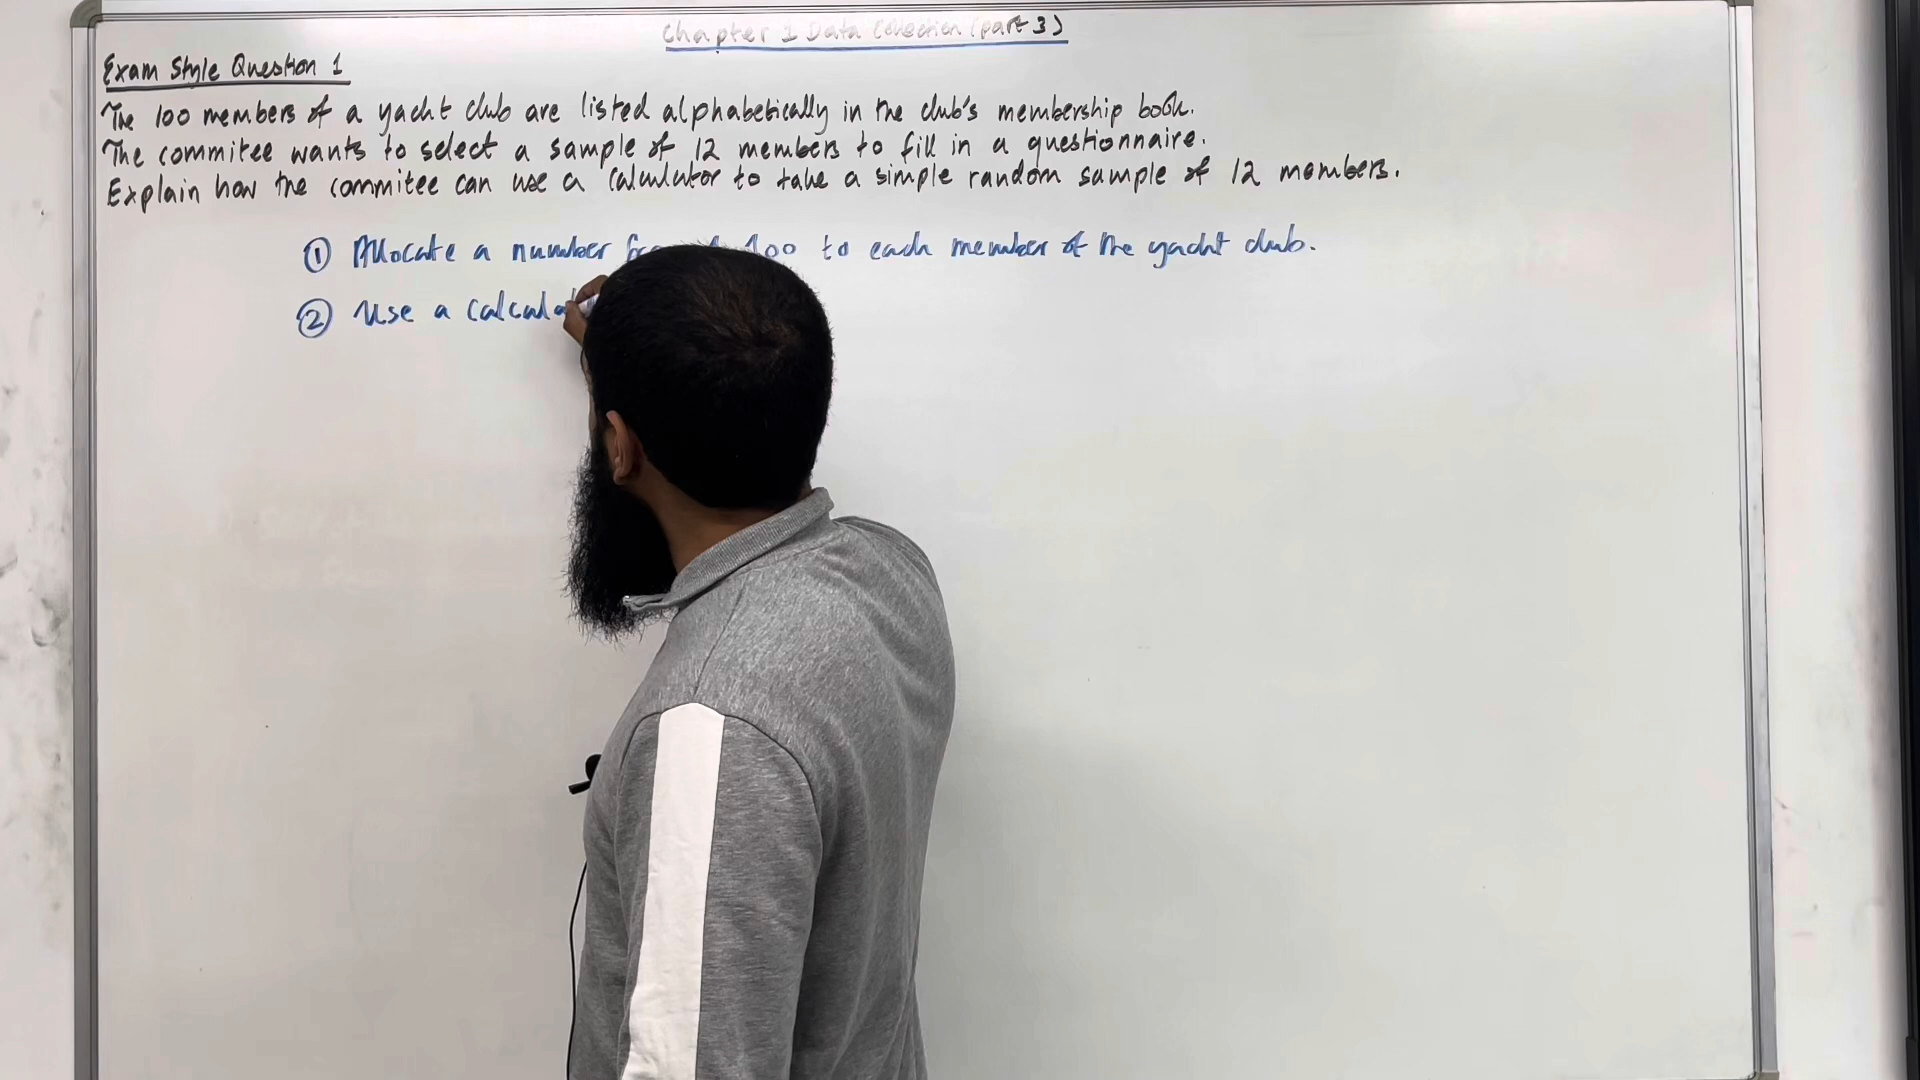 Chapter 1 Data Collection (part 3)
Exam Style Question 1
The 100 members of a yacht club are listed alphabetically in the club's membership book.
The commitee wants to select a sample of 12 members to fill in a questionnaire.
Explain how the commitee can use a calculator to take a simple random sample of 12 members.
① Allocate a number 100 to each member of the yacht club.
② Use a